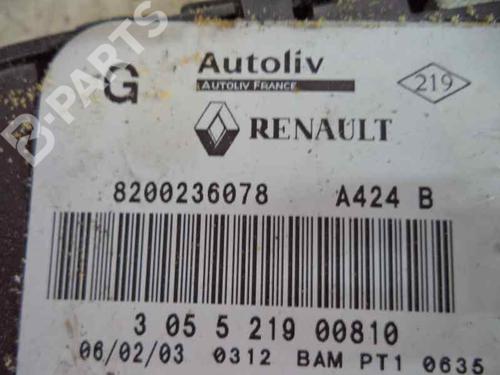 G Autoliv
AUTOLIV FRANCE
219
RENAULT
8200236078 A424 B
3 05 5 219 00810
06/02/03 0312 BAM PT1 0635
B-PARTS